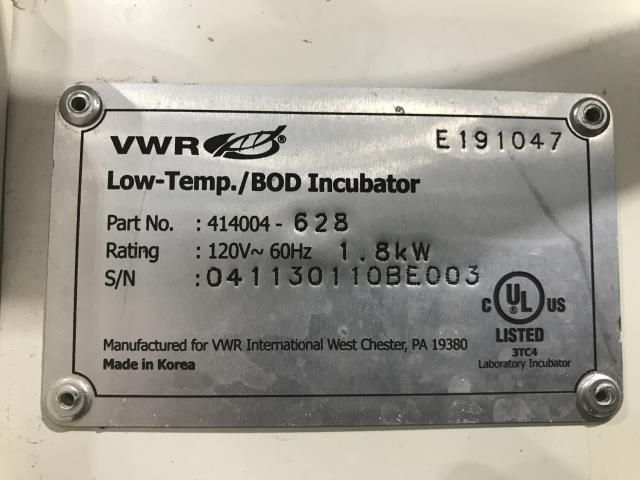 VWR® E191047
Low-Temp./BOD Incubator
Part No. : 414004 - 628
Rating : 120V~ 60Hz 1.8kW
S/N : 041130110BE003
C UL® US
LISTED
3TC4
Laboratory Incubator
Manufactured for VWR International West Chester, PA 19380
Made in Korea